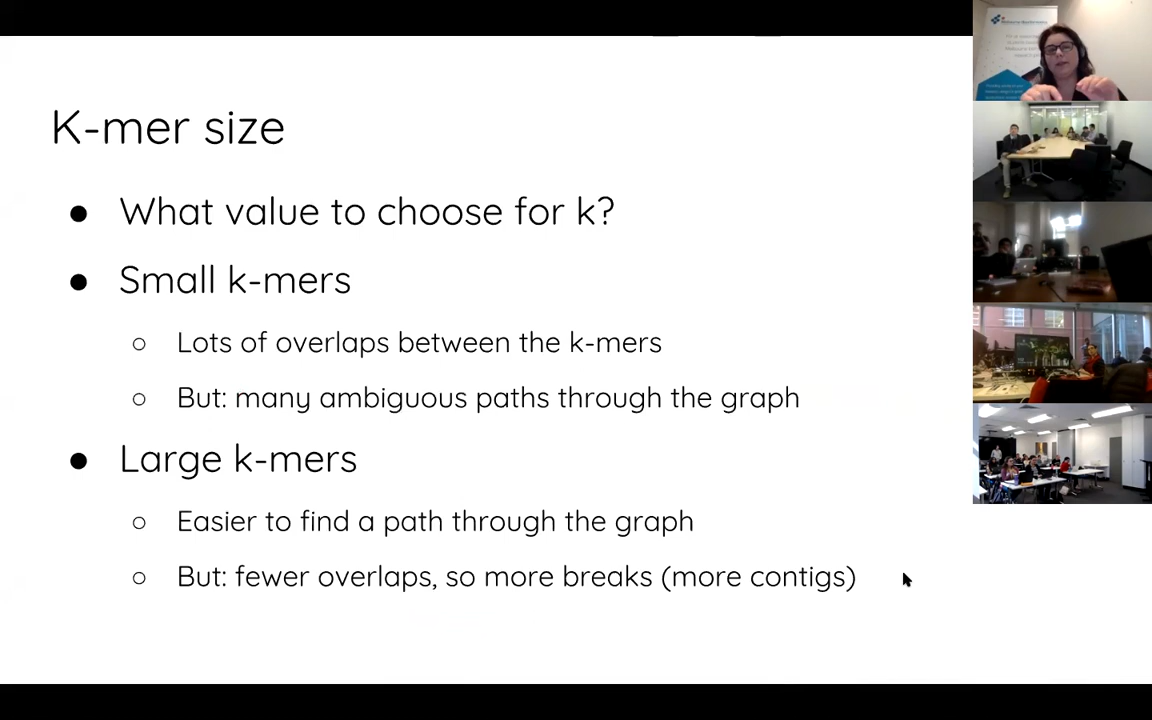 K-mer size
● What value to choose for k?
● Small k-mers
○ Lots of overlaps between the k-mers
○ But: many ambiguous paths through the graph
● Large k-mers
○ Easier to find a path through the graph
○ But: fewer overlaps, so more breaks (more contigs)
Melbourne Bioinformatics